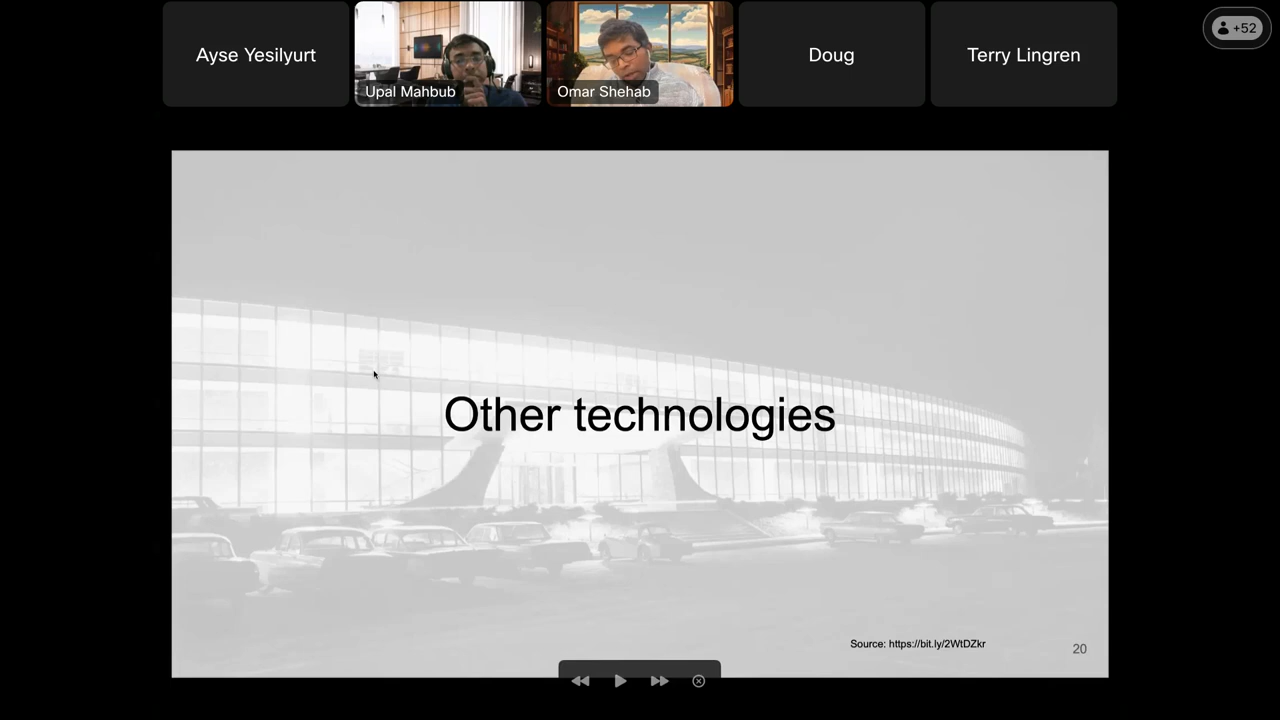 Ayse Yesilyurt
Upal Mahbub
Omar Shehab
Doug
Terry Lingren
+52
Other technologies
Source: https://bit.ly/2WtDZkr
20